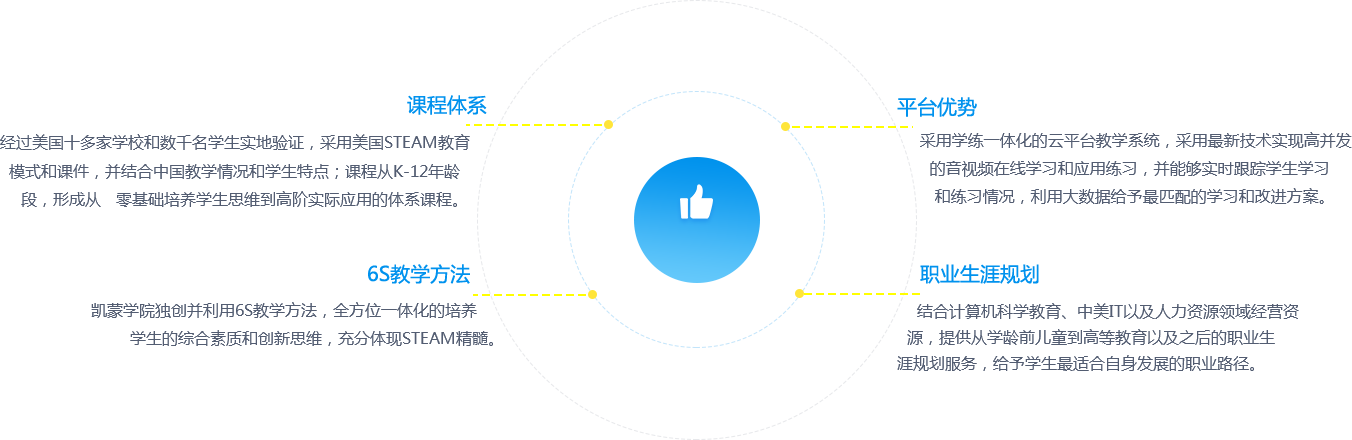 课程体系
经过美国十多家学校和数千名学生实地验证，采用美国STEAM教育
模式和课件，并结合中国教学情况和学生特点；课程从K-12年龄
段，形成从　零基础培养学生思维到高阶实际应用的体系课程。
平台优势
采用学练一体化的云平台教学系统，采用最新技术实现高并发
的音视频在线学习和应用练习，并能够实时跟踪学生学习
和练习情况，利用大数据给予最匹配的学习和改进方案。
6S教学方法
凯蒙学院独创并利用6S教学方法，全方位一体化的培养
学生的综合素质和创新思维，充分体现STEAM精髓。
职业生涯规划
结合计算机科学教育、中美IT以及人力资源领域经营资
源，提供从学龄前儿童到高等教育以及之后的职业生
涯规划服务，给予学生最适合自身发展的职业路径。